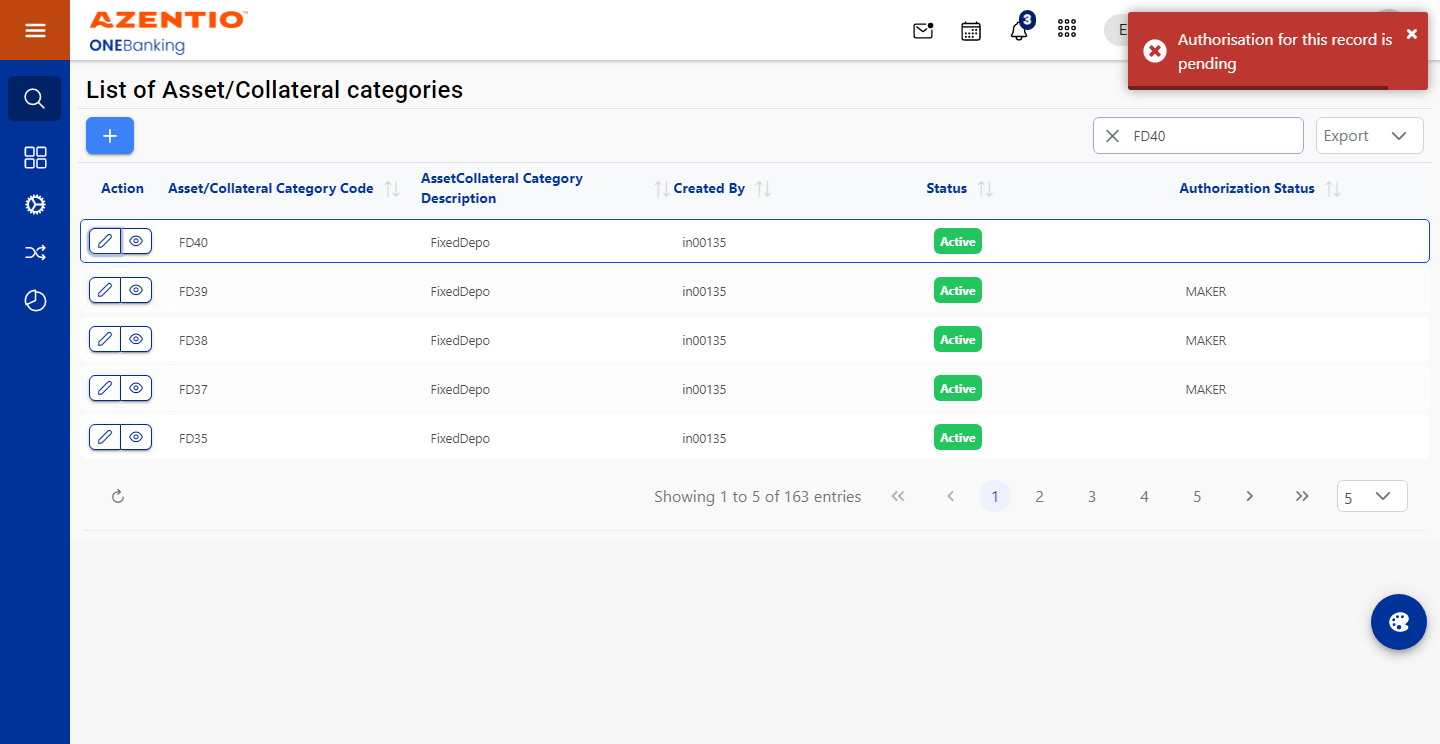 AZENTIO™
ONEBanking
3
E
Authorisation for this record is
pending
List of Asset/Collateral categories
FD40
Export
Action
Asset/Collateral Category Code
AssetCollateral Category
Description
Created By
Status
Authorization Status
FD40 FixedDepo in00135 Active
FD39 FixedDepo in00135 Active MAKER
FD38 FixedDepo in00135 Active MAKER
FD37 FixedDepo in00135 Active MAKER
FD35 FixedDepo in00135 Active
Showing 1 to 5 of 163 entries
1 2 3 4 5
5